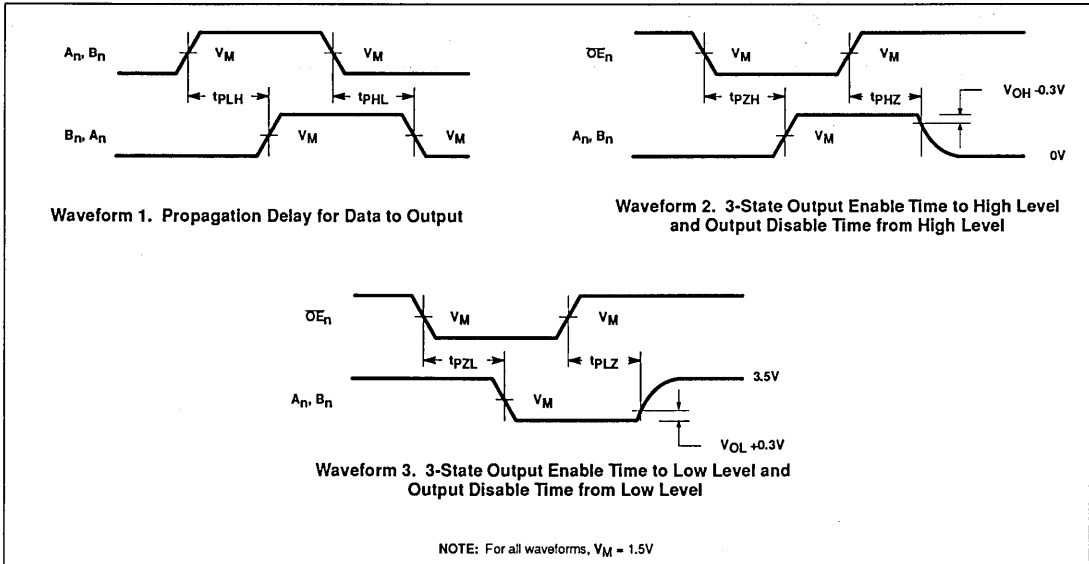 An, Bn
VM
VM
tPLH
tPHL
Bn, An
VM
VM
Waveform 1. Propagation Delay for Data to Output
OEn
VM
VM
tPZH
tPHZ
VOH -0.3V
An, Bn
VM
0V
Waveform 2. 3-State Output Enable Time to High Level
and Output Disable Time from High Level
OEn
VM
VM
tPZL
tPLZ
3.5V
An, Bn
VM
VOL +0.3V
Waveform 3. 3-State Output Enable Time to Low Level and
Output Disable Time from Low Level
NOTE: For all waveforms, VM = 1.5V